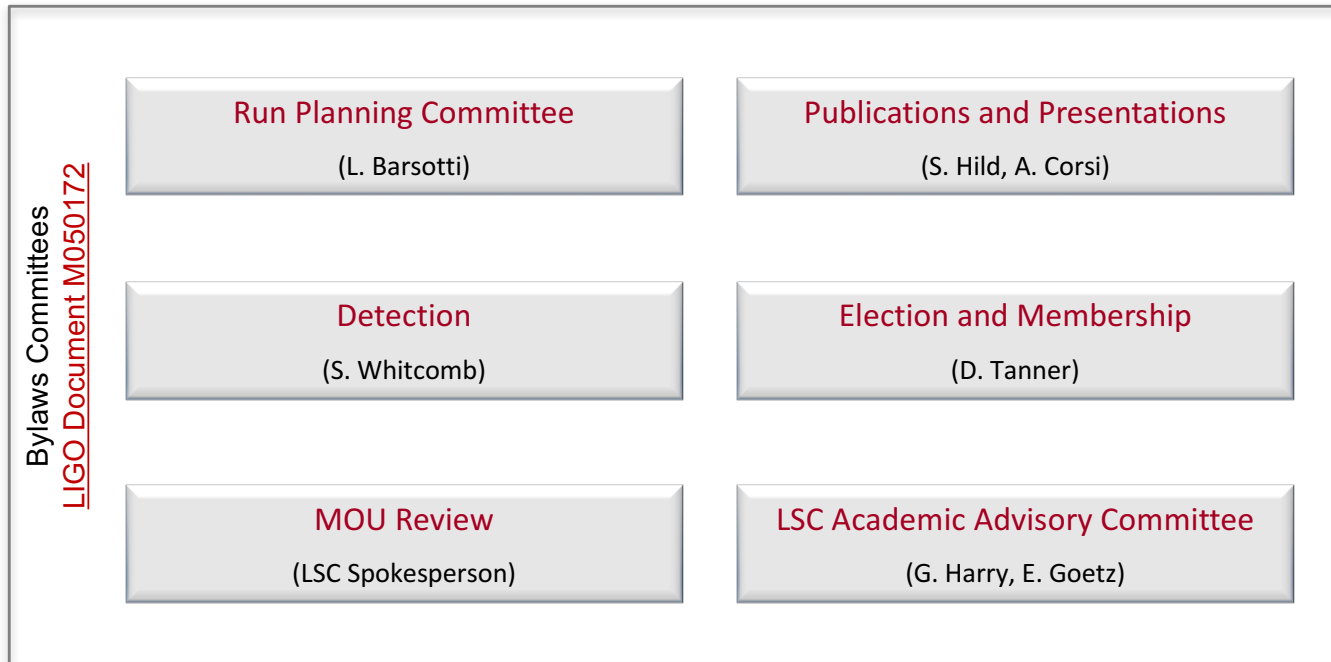 Bylaws Committees
LIGO Document M050172
Run Planning Committee
(L. Barsotti)
Publications and Presentations
(S. Hild, A. Corsi)
Detection
(S. Whitcomb)
Election and Membership
(D. Tanner)
MOU Review
(LSC Spokesperson)
LSC Academic Advisory Committee
(G. Harry, E. Goetz)